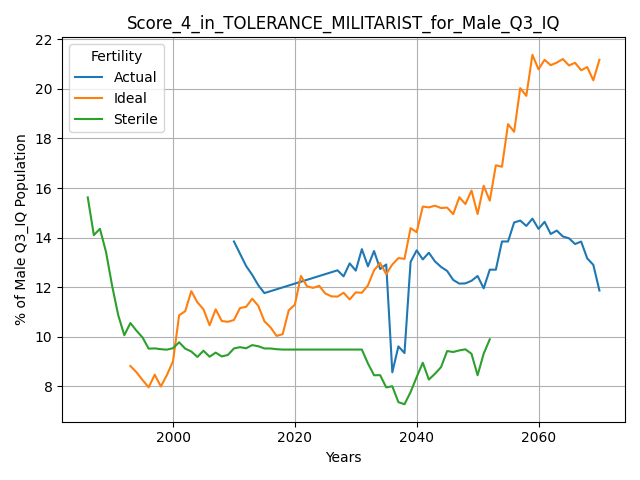 Score_4_in_TOLERANCE_MILITARIST_for_Male_Q3_IQ
% of Male Q3_IQ Population
22
20
18
16
14
12
10
8
Fertility
Actual
Ideal
Sterile
2000
2020
2040
2060
Years